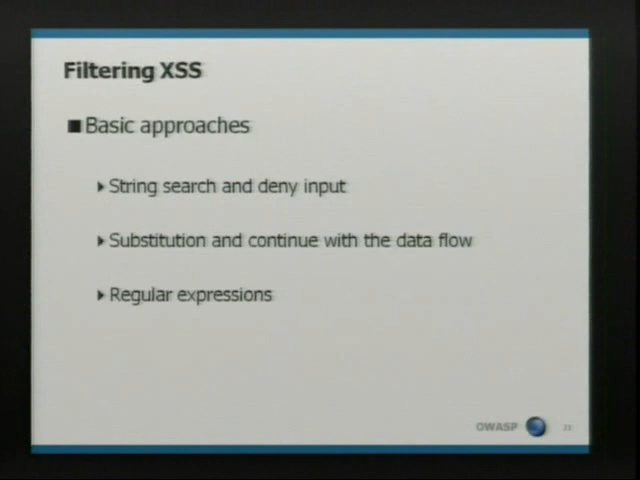 Filtering XSS
Basic approaches
String search and deny input
Substitution and continue with the data flow
Regular expressions
OWASP